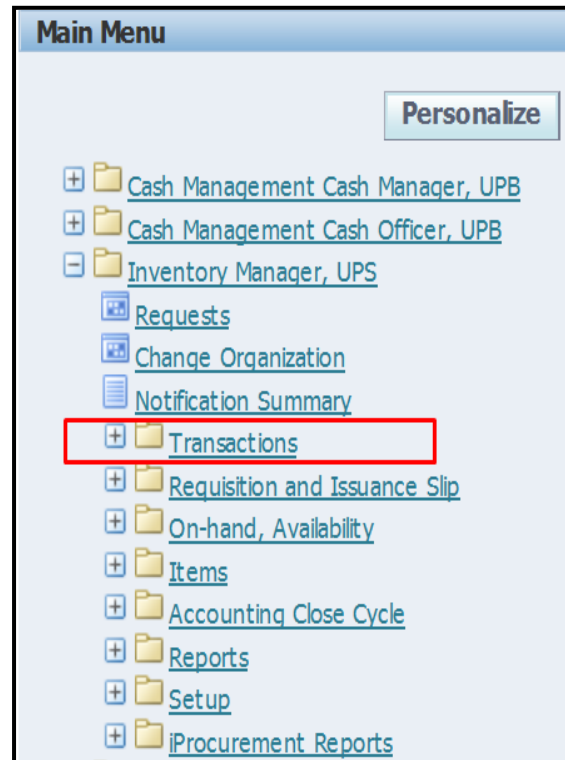 Main Menu
Personalize
Cash Management Cash Manager, UPB
Cash Management Cash Officer, UPB
Inventory Manager, UPS
Requests
Change Organization
Notification Summary
Transactions
Requisition and Issuance Slip
On-hand, Availability
Items
Accounting Close Cycle
Reports
Setup
iProcurement Reports